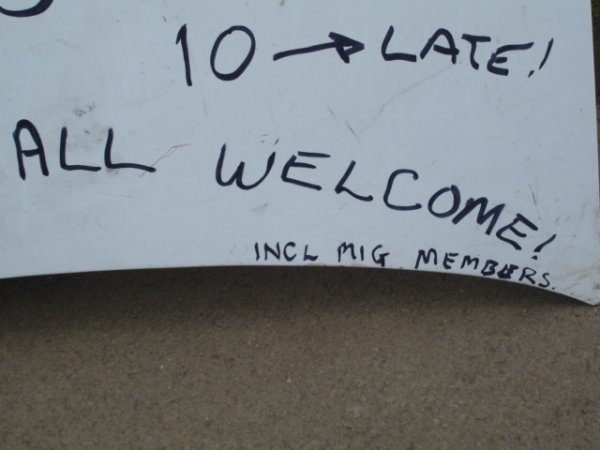 10 → LATE!
ALL WELCOME!
INCL MIG MEMBERS.